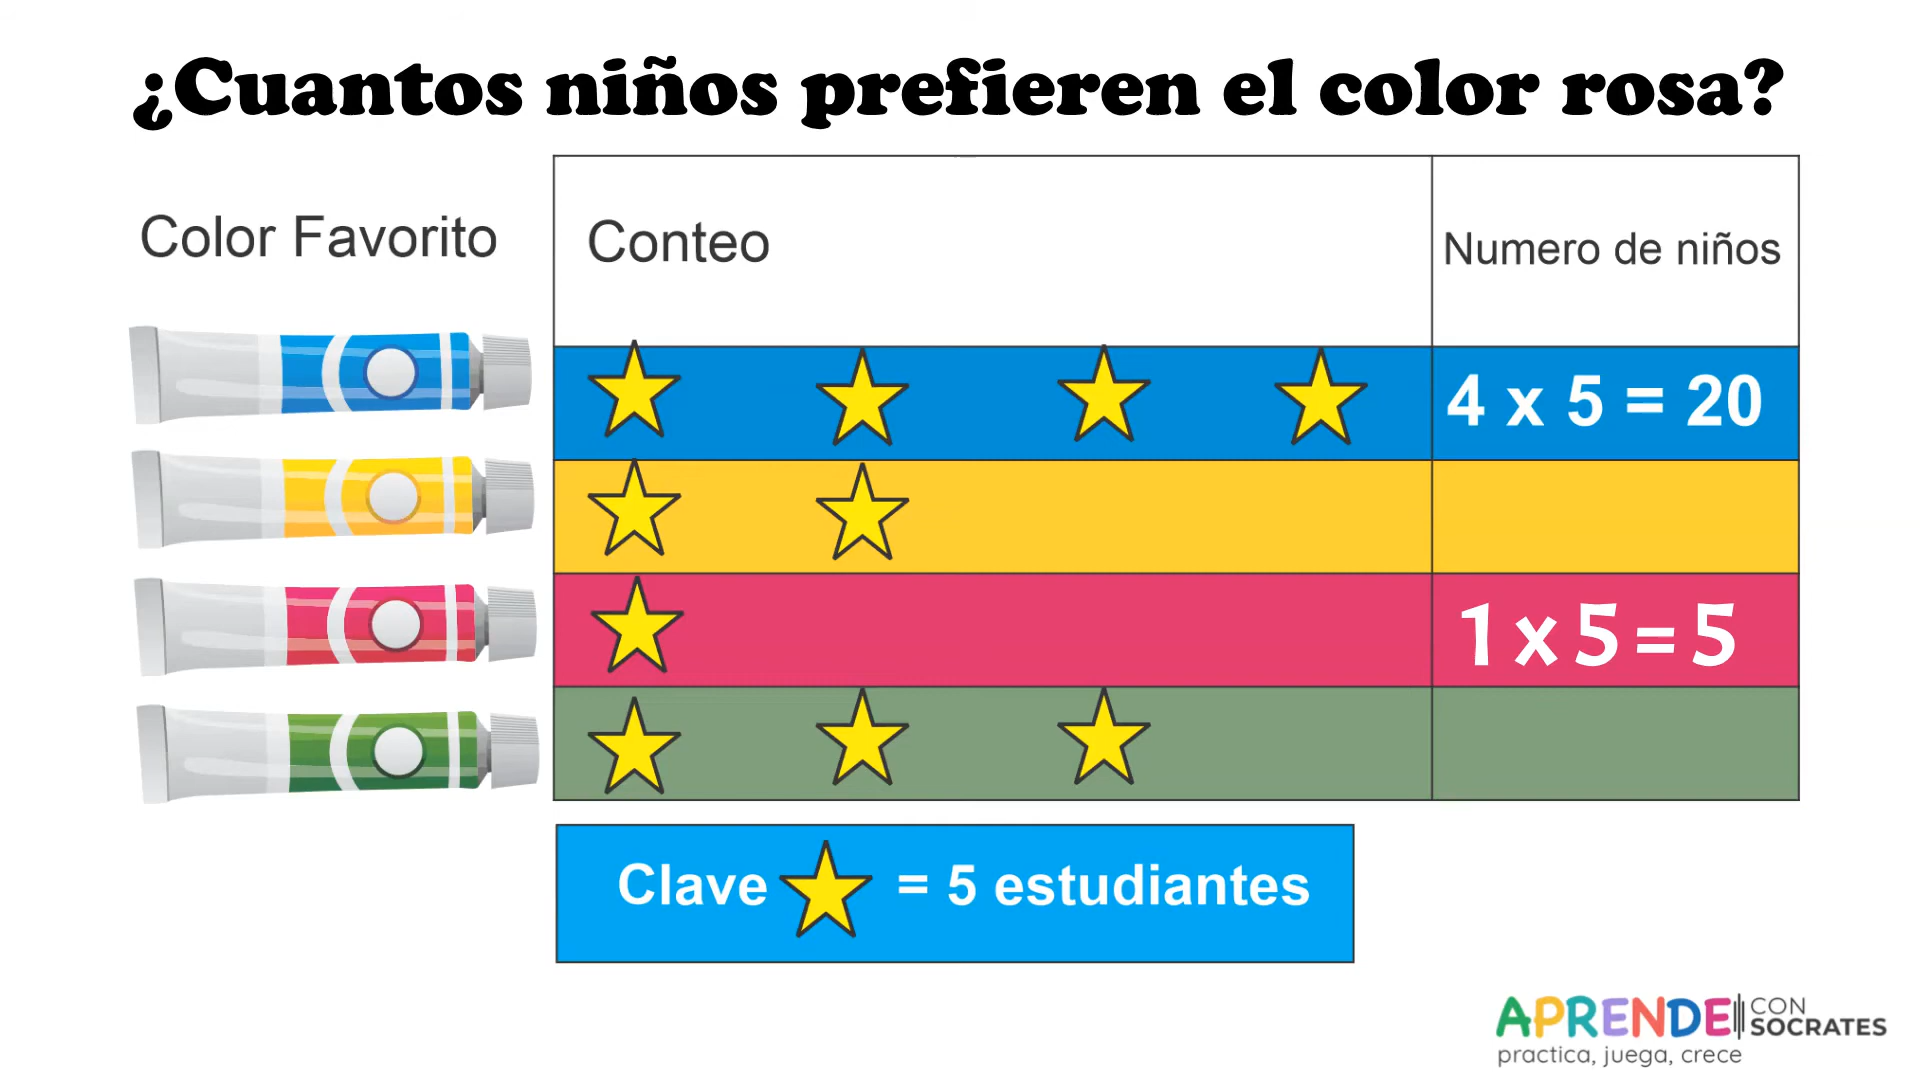 ¿Cuantos niños prefieren el color rosa?
Color Favorito
Conteo
Numero de niños
4 x 5 = 20
1 x 5 = 5
Clave = 5 estudiantes
APRENDE CON SOCRATES
practica, juega, crece